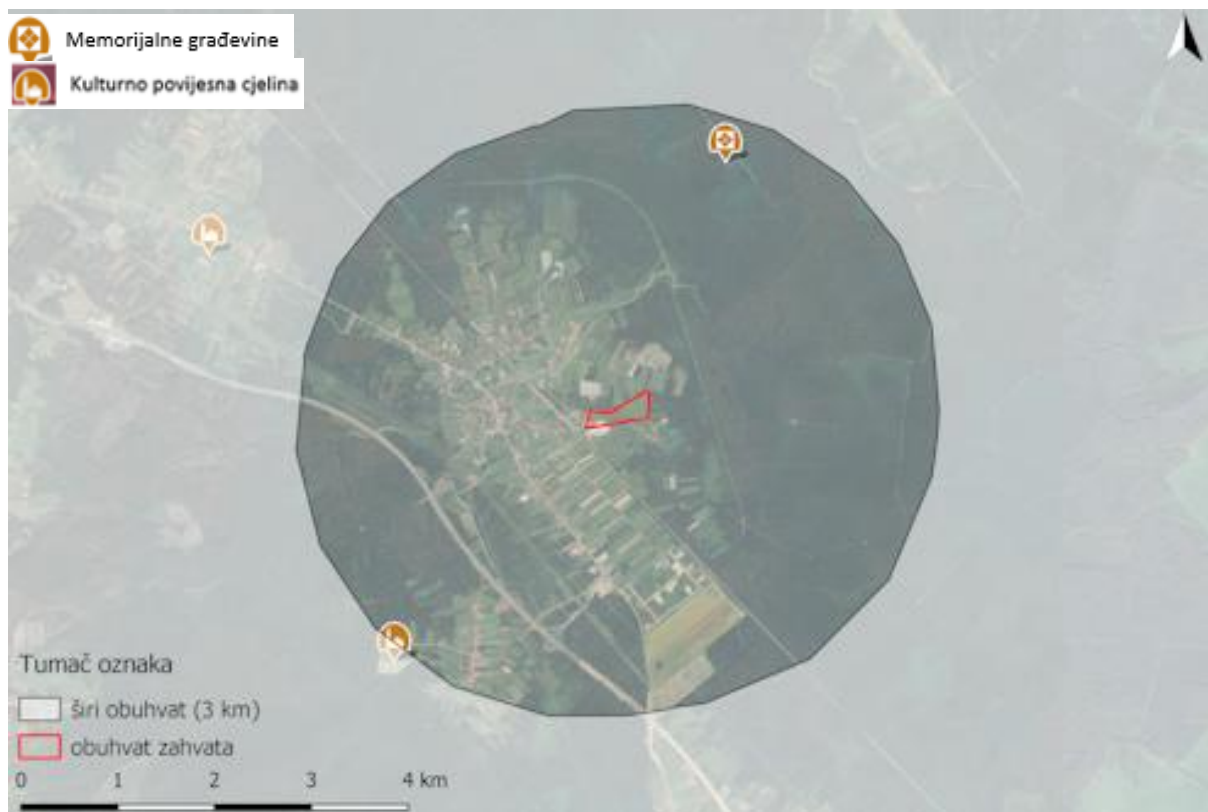 Memorijalne građevine
Kulturno povijesna cjelina
Tumač oznaka
širi obuhvat (3 km)
obuhvat zahvata
0 1 2 3 4 km